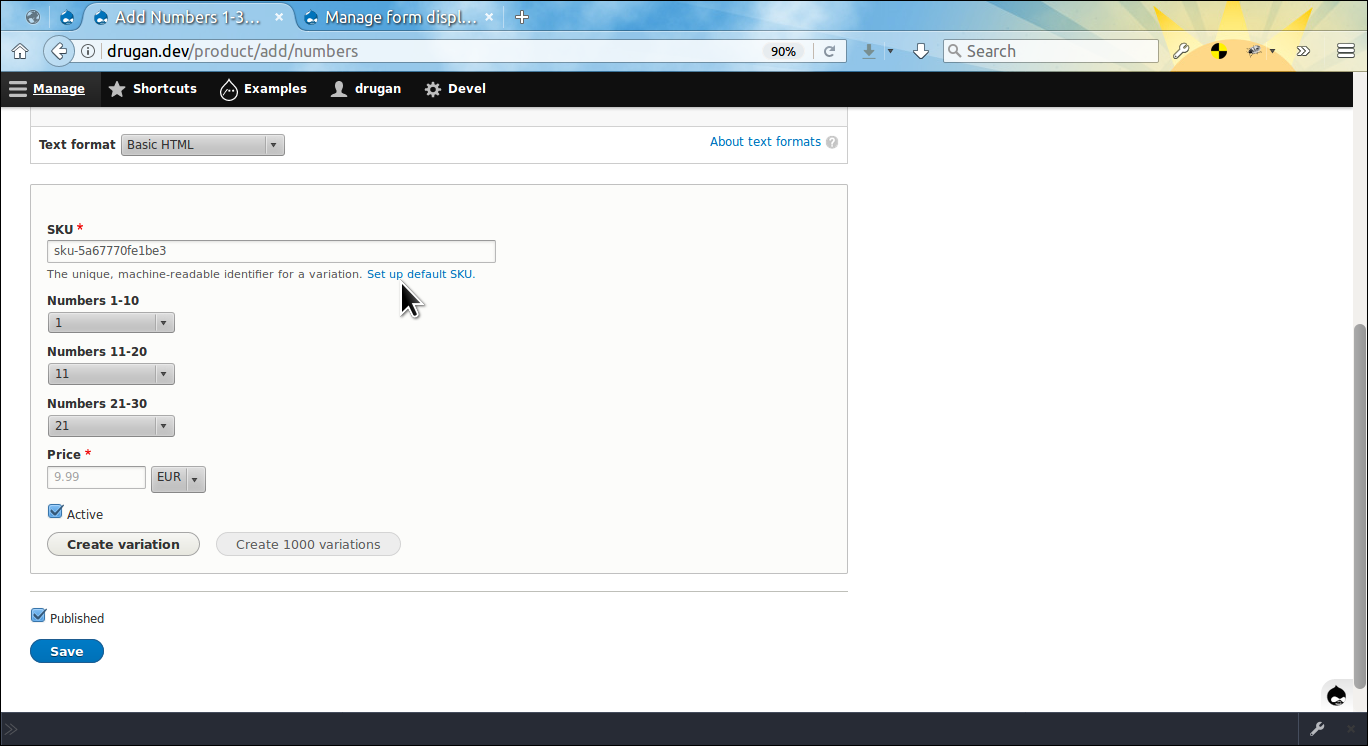 Add Numbers 1-3...
Manage form displ...
drugan.dev/product/add/numbers
90%
Search
Manage
Shortcuts
Examples
drugan
Devel
Text format
Basic HTML
About text formats
SKU *
sku-5a67770fe1be3
The unique, machine-readable identifier for a variation. Set up default SKU.
Numbers 1-10
1
Numbers 11-20
11
Numbers 21-30
21
Price *
9.99
EUR
Active
Create variation
Create 1000 variations
Published
Save